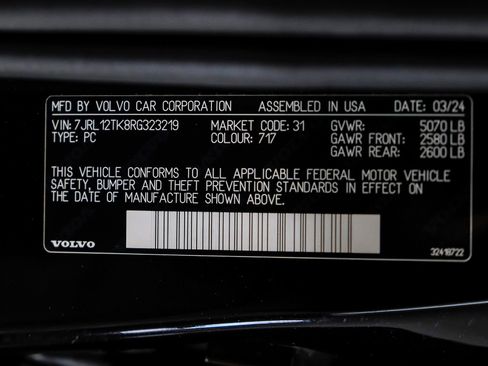 MFD BY VOLVO CAR CORPORATION ASSEMBLED IN USA DATE: 03/24
VIN: 7JRL12TK8RG323219 MARKET CODE: 31 GVWR: 5070 LB
TYPE: PC COLOUR: 717 GAWR FRONT: 2580 LB
GAWR REAR: 2600 LB
THIS VEHICLE CONFORMS TO ALL APPLICABLE FEDERAL MOTOR VEHICLE
SAFETY, BUMPER AND THEFT PREVENTION STANDARDS IN EFFECT ON
THE DATE OF MANUFACTURE SHOWN ABOVE.
VOLVO 32418722